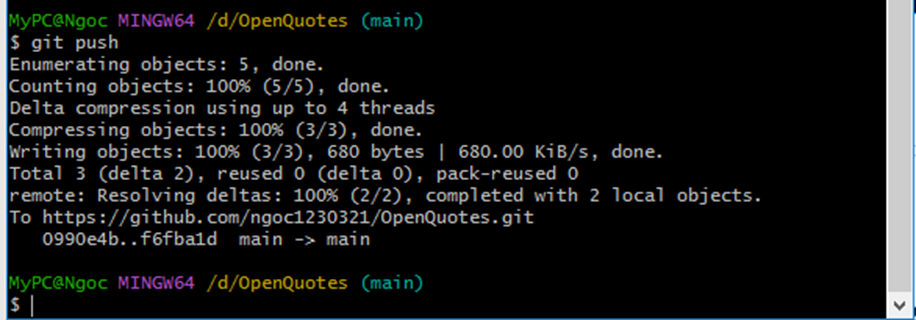 MyPC@Ngoc MINGW64 /d/OpenQuotes (main)
$ git push
Enumerating objects: 5, done.
Counting objects: 100% (5/5), done.
Delta compression using up to 4 threads
Compressing objects: 100% (3/3), done.
Writing objects: 100% (3/3), 680 bytes | 680.00 KiB/s, done.
Total 3 (delta 2), reused 0 (delta 0), pack-reused 0
remote: Resolving deltas: 100% (2/2), completed with 2 local objects.
To https://github.com/ngoc1230321/OpenQuotes.git
   0990e4b..f6fba1d  main -> main
MyPC@Ngoc MINGW64 /d/OpenQuotes (main)
$